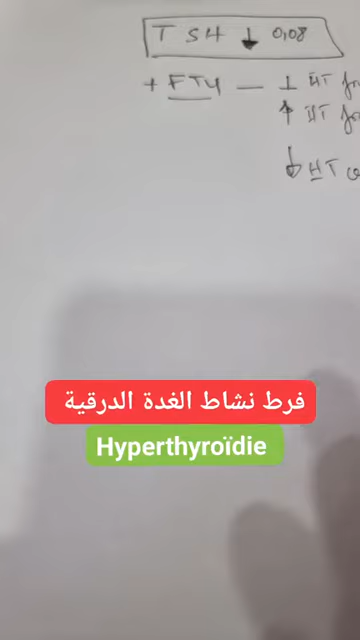 TSH ↓ 0,08
+ FT4 — ⊥ HT
↑ HT
↓ HT
فرط نشاط الغدة الدرقية
Hyperthyroïdie